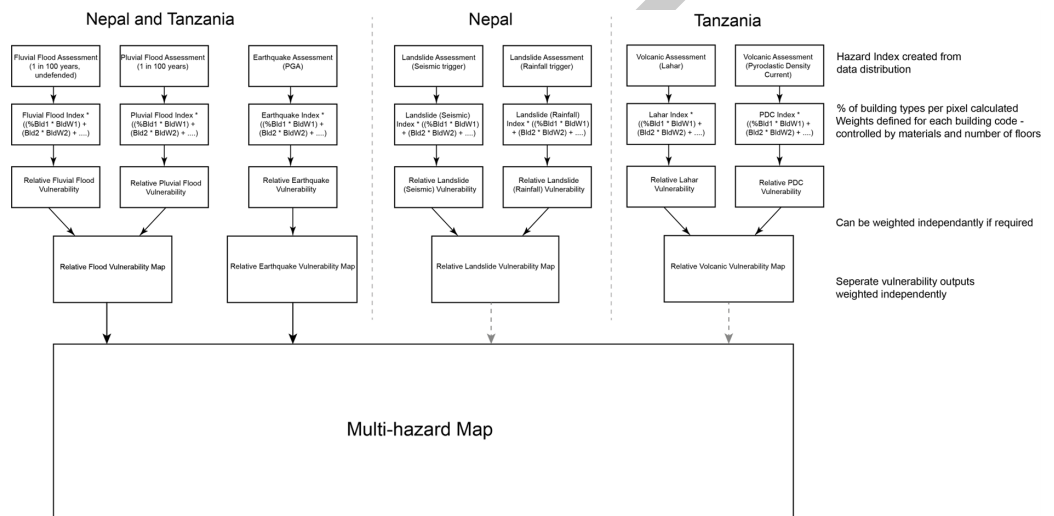 Nepal and Tanzania
Nepal
Tanzania
Fluvial Flood Assessment
(1 in 100 years,
undefended)
Pluvial Flood Assessment
(1 in 100 years)
Earthquake Assessment
(PGA)
Landslide Assessment
(Seismic trigger)
Landslide Assessment
(Rainfall trigger)
Volcanic Assessment
(Lahar)
Volcanic Assessment
(Pyroclastic Density
Current)
Hazard Index created from
data distribution
Fluvial Flood Index *
((%Bld1 * BldW1) +
(Bld2 * BldW2) + ....)
Pluvial Flood Index *
((%Bld1 * BldW1) +
(Bld2 * BldW2) + ....)
Earthquake Index *
((%Bld1 * BldW1) +
(Bld2 * BldW2) + ....)
Landslide (Seismic)
Index * ((%Bld1 * BldW1)
+ (Bld2 * BldW2) + ....)
Landslide (Rainfall)
Index * ((%Bld1 * BldW1)
+ (Bld2 * BldW2) + ....)
Lahar Index *
((%Bld1 * BldW1) +
(Bld2 * BldW2) + ....)
PDC Index *
((%Bld1 * BldW1) +
(Bld2 * BldW2) + ....)
% of building types per pixel calculated
Weights defined for each building code -
controlled by materials and number of floors
Relative Fluvial Flood
Vulnerability
Relative Pluvial Flood
Vulnerability
Relative Earthquake
Vulnerability
Relative Landslide
(Seismic) Vulnerability
Relative Landslide
(Rainfall) Vulnerability
Relative Lahar
Vulnerability
Relative PDC
Vulnerability
Can be weighted independantly if required
Relative Flood Vulnerability Map
Relative Earthquake Vulnerability Map
Relative Landslide Vulnerability Map
Relative Volcanic Vulnerability Map
Seperate vulnerability outputs
weighted independently
Multi-hazard Map